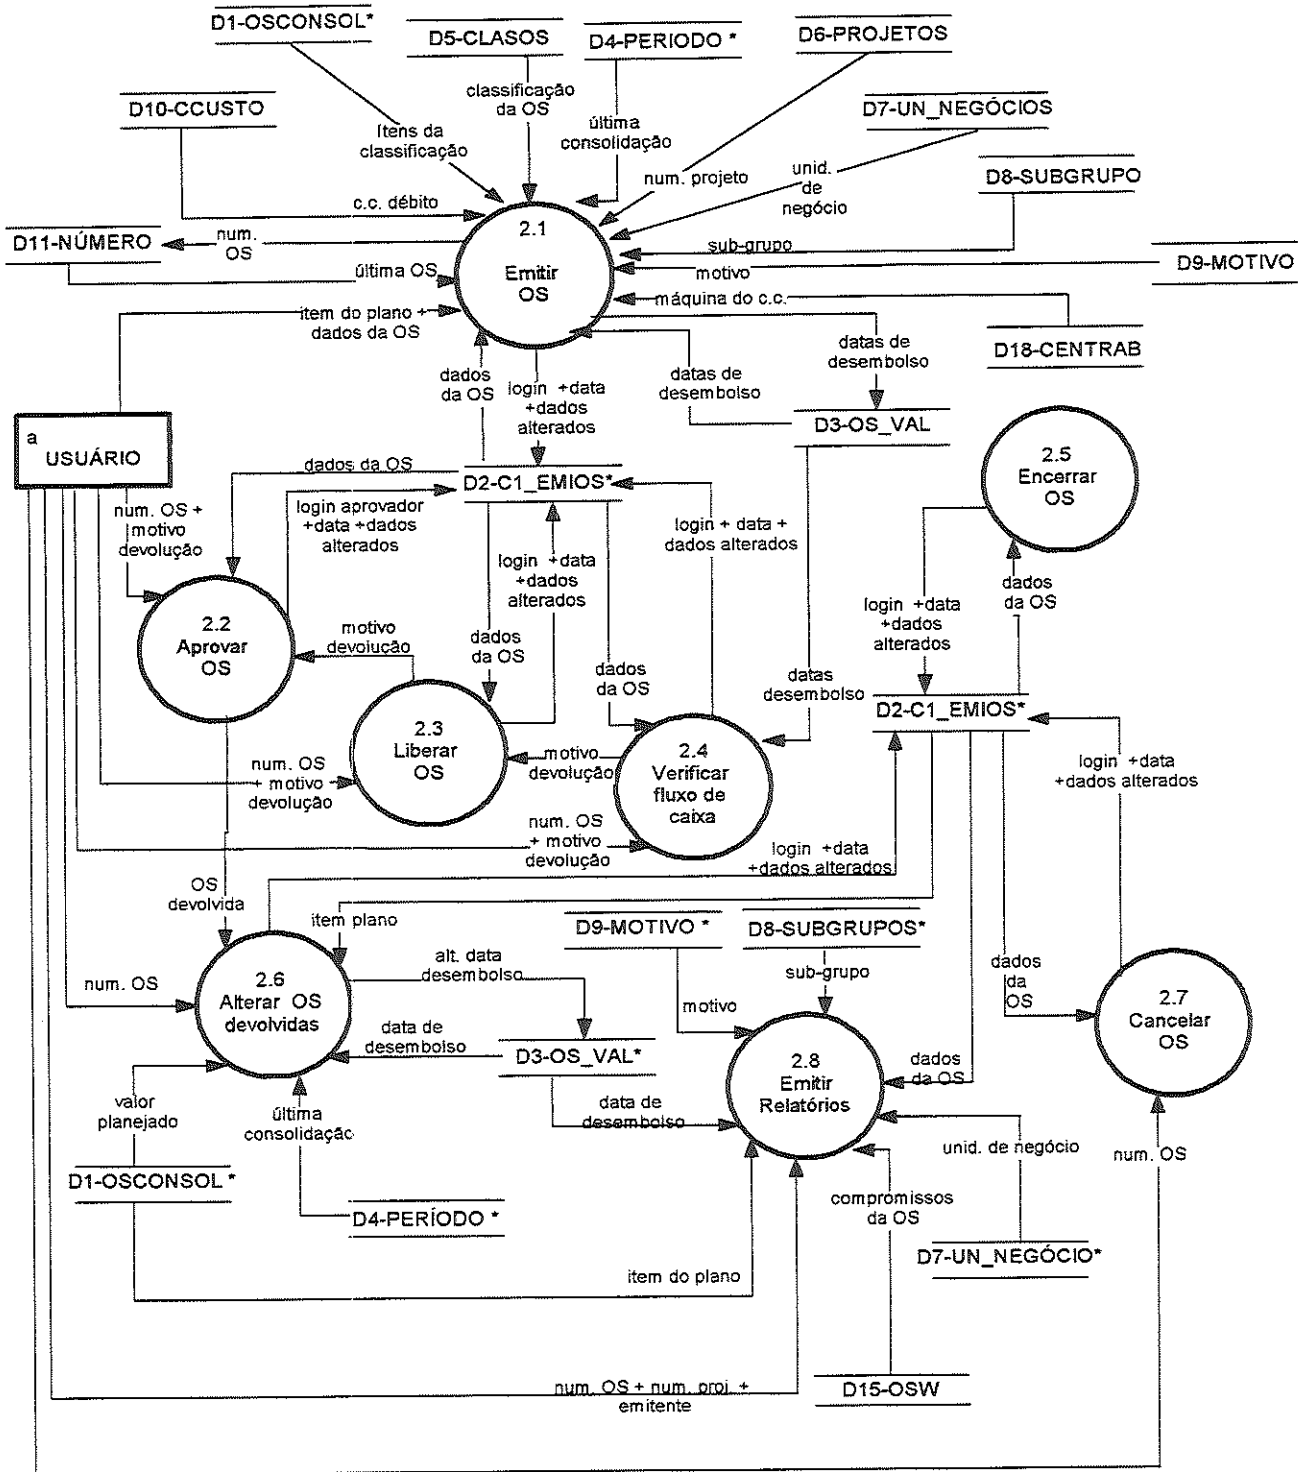 D1-OSCONSOL*
D5-CLASOS
D4-PERIODO *
D6-PROJETOS
D10-CCUSTO
classificação
da OS
D7-UN_NEGÓCIOS
Itens da
classificação
última
consolidação
num. projeto
unid.
de
negócio
D8-SUBGRUPO
c.c. débito
D11-NÚMERO
num.
OS
2.1
Emitir
OS
sub-grupo
motivo
D9-MOTIVO
última OS
máquina do c.c.
item do plano +
dados da OS
D18-CENTRAB
dados
da OS
login +data
+dados
alterados
datas de
desembolso
datas de
desembolso
D3-OS_VAL
a
USUÁRIO
dados da OS
D2-C1_EMIOS*
2.5
Encerrar
OS
num. OS +
motivo
devolução
login aprovador
+data +dados
alterados
login +data
+dados
alterados
login + data +
dados alterados
login +data
+dados
alterados
dados
da OS
2.2
Aprovar
OS
motivo
devolução
dados
da OS
dados
da OS
datas
desembolso
D2-C1_EMIOS*
2.3
Liberar
OS
2.4
Verificar
fluxo de
caixa
motivo
devolução
num. OS
+ motivo
devolução
login +data
+dados alterados
num. OS
+ motivo
devolução
login +data
+dados alterados
OS
devolvida
item plano
D9-MOTIVO *
D8-SUBGRUPOS*
alt. data
desembolso
sub-grupo
dados
da
OS
num. OS
2.6
Alterar OS
devolvidas
motivo
2.7
Cancelar
OS
data de
desembolso
D3-OS_VAL*
2.8
Emitir
Relatórios
dados
da OS
valor
planejado
última
consolidação
data de
desembolso
unid. de negócio
num. OS
D1-OSCONSOL *
D4-PERÍODO *
compromissos
da OS
D7-UN_NEGÓCIO*
item do plano
num. OS + num. proj. +
emitente
D15-OSW